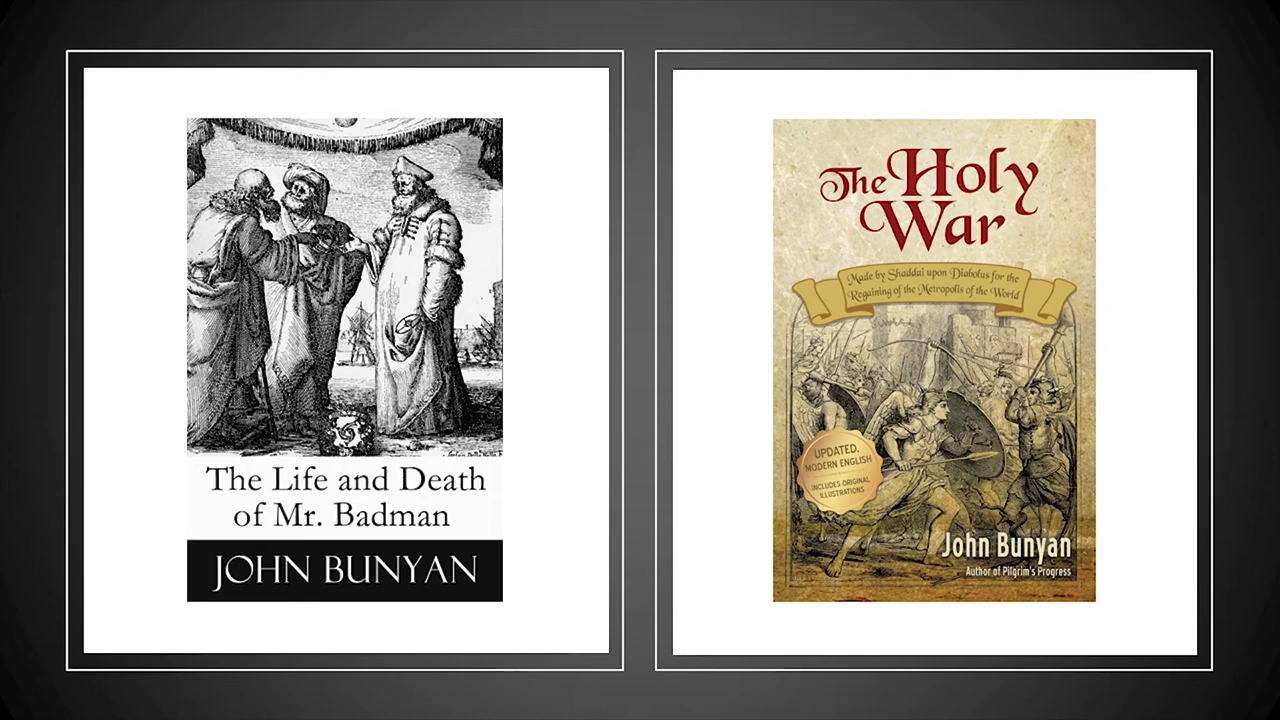 The Life and Death
of Mr. Badman
JOHN BUNYAN
The Holy
War
Made by Shaddai upon Diabolus for the
Regaining of the Metropolis of the World
UPDATED,
MODERN ENGLISH
INCLUDES ORIGINAL
ILLUSTRATIONS
John Bunyan
Author of Pilgrim's Progress